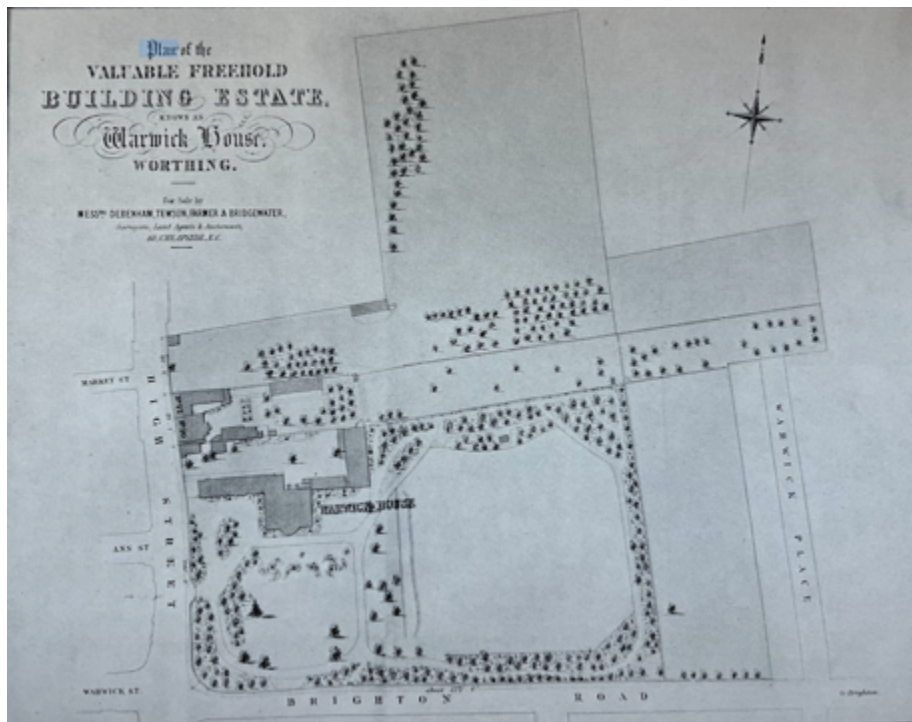 Plan of the
VALUABLE FREEHOLD
BUILDING ESTATE,
KNOWN AS
Warwick House,
WORTHING.
For Sale by
MESSRS DEBENHAM, TEWSON, FARMER & BRIDGEWATER,
Surveyors, Land Agents & Auctioneers,
80, CHEAPSIDE, E.C.
MARKET ST
HIGH STREET
WARWICK HOUSE
ANN ST
WARWICK PLACE
WARWICK ST.
BRIGHTON ROAD
to Brighton